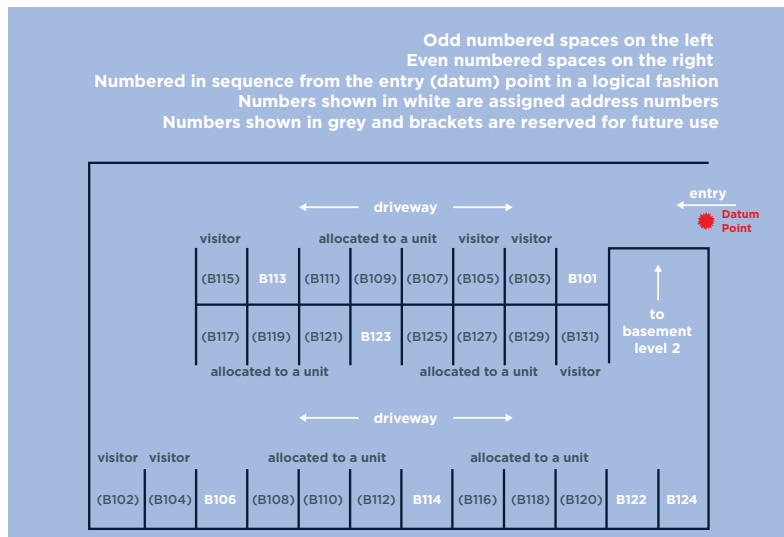 Odd numbered spaces on the left
Even numbered spaces on the right
Numbered in sequence from the entry (datum) point in a logical fashion
Numbers shown in white are assigned address numbers
Numbers shown in grey and brackets are reserved for future use
entry
driveway
Datum
Point
visitor allocated to a unit visitor visitor
(B115) B113 (B111) (B109) (B107) (B105) (B103) B101
to
basement
level 2
(B117) (B119) (B121) B123 (B125) (B127) (B129) (B131)
allocated to a unit allocated to a unit visitor
driveway
visitor visitor allocated to a unit allocated to a unit
(B102) (B104) B106 (B108) (B110) (B112) B114 (B116) (B118) (B120) B122 B124